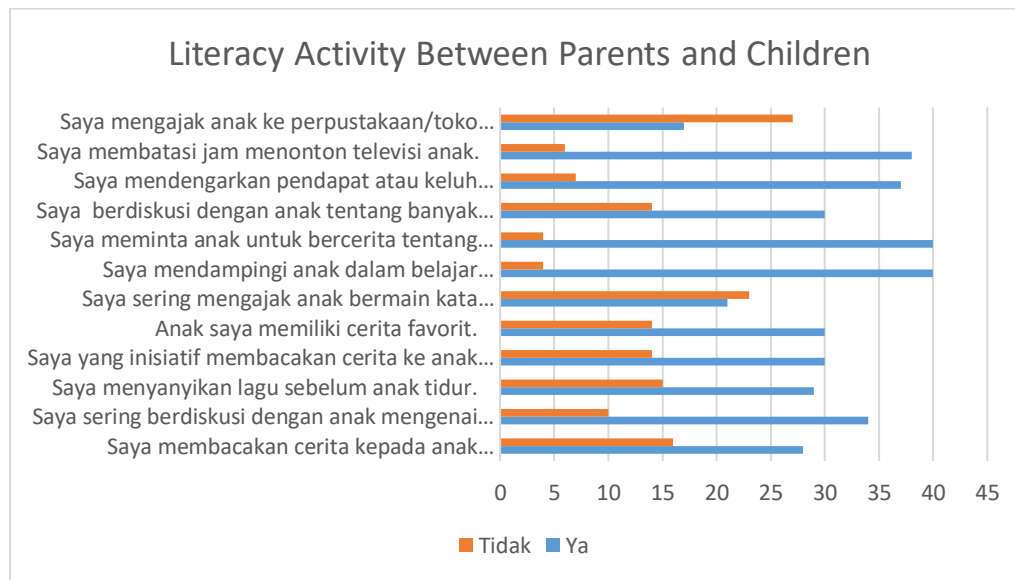 Literacy Activity Between Parents and Children
Saya mengajak anak ke perpustakaan/toko...
Saya membatasi jam menonton televisi anak.
Saya mendengarkan pendapat atau keluh...
Saya berdiskusi dengan anak tentang banyak...
Saya meminta anak untuk bercerita tentang...
Saya mendampingi anak dalam belajar...
Saya sering mengajak anak bermain kata...
Anak saya memiliki cerita favorit.
Saya yang inisiatif membacakan cerita ke anak...
Saya menyanyikan lagu sebelum anak tidur.
Saya sering berdiskusi dengan anak mengenai...
Saya membacakan cerita kepada anak...
0 5 10 15 20 25 30 35 40 45
Tidak Ya